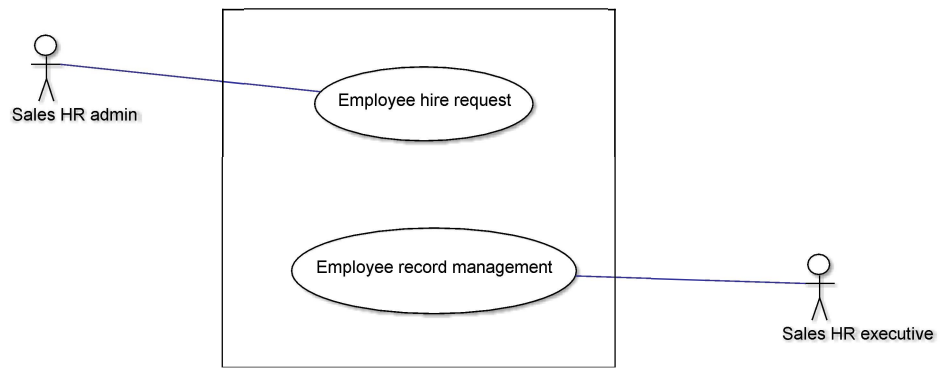 Employee hire request
Sales HR admin
Employee record management
Sales HR executive